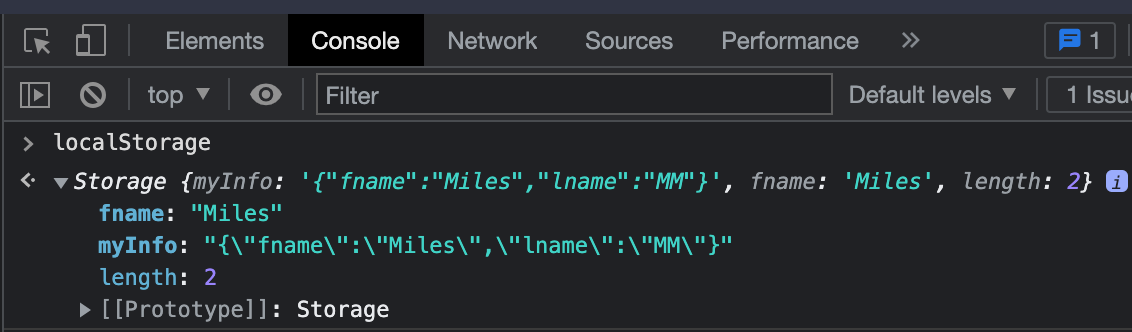 Elements Console Network Sources Performance » 1
top ▼ Filter Default levels ▼ 1 Issu
> localStorage
Storage {myInfo: '{"fname":"Miles","lname":"MM"}', fname: 'Miles', length: 2} i
fname: "Miles"
myInfo: "{\"fname\":\"Miles\",\"lname\":\"MM\"}"
length: 2
[[Prototype]]: Storage